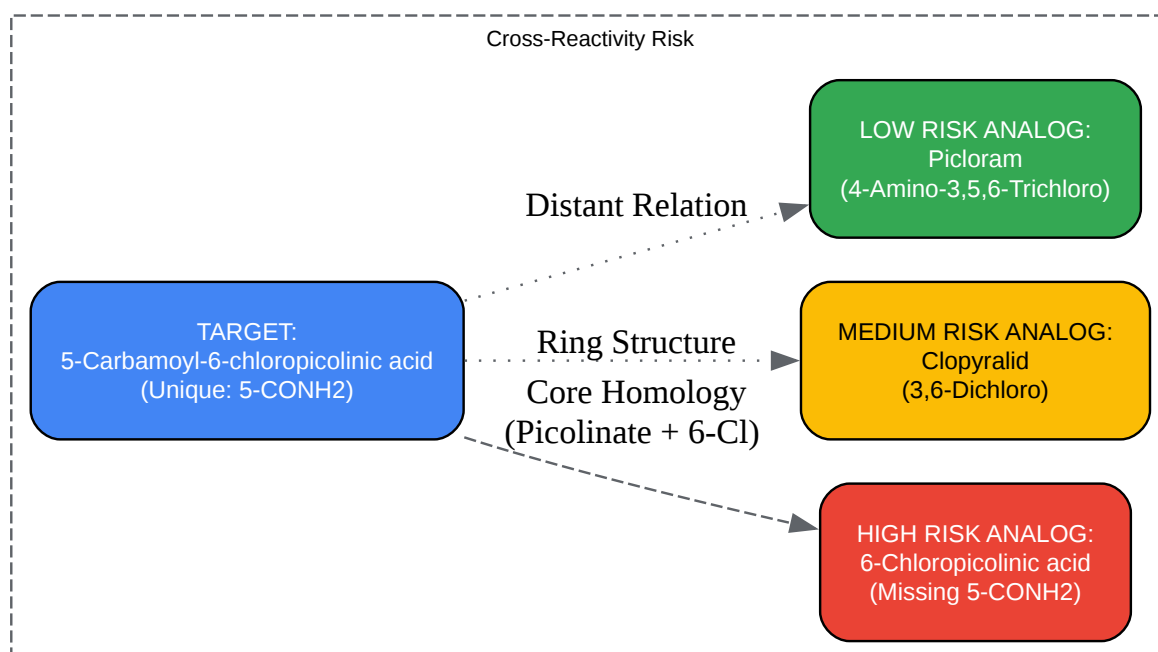 Cross-Reactivity Risk
LOW RISK ANALOG:
Picloram
(4-Amino-3,5,6-Trichloro)
Distant Relation
TARGET:
5-Carbamoyl-6-chloropicolinic acid
(Unique: 5-CONH2)
Ring Structure
MEDIUM RISK ANALOG:
Clopyralid
(3,6-Dichloro)
Core Homology
(Picolinate + 6-Cl)
HIGH RISK ANALOG:
6-Chloropicolinic acid
(Missing 5-CONH2)